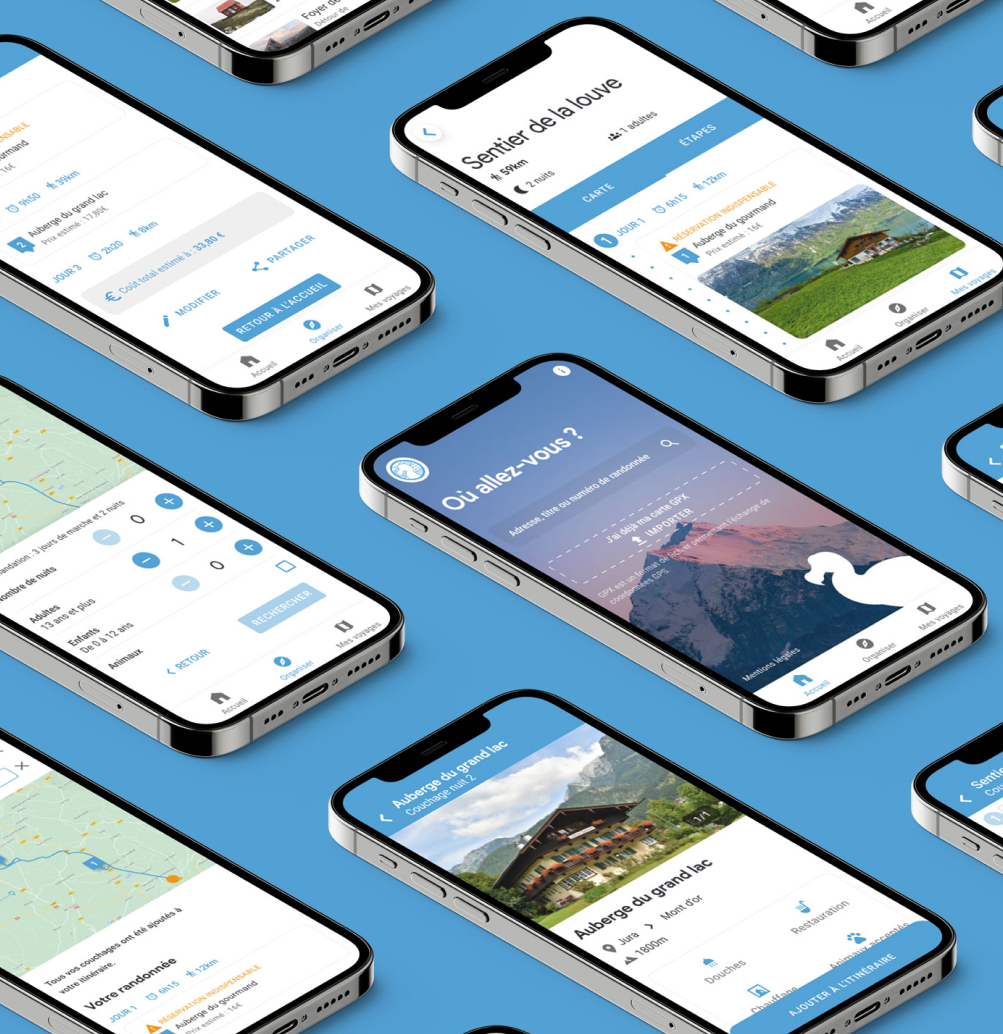 Foyer de
Détour de
Accueil
Sentier de la louve
59km
1 adultes
2 nuits
CARTE
ÉTAPES
1
JOUR 1
6h15
12km
RÉSERVATION INDISPENSABLE
1
Auberge du gourmand
Prix estimé : 16€
Accueil
Organiser
Mes voyages
16€
9h50
39km
2
Auberge du grand lac
Prix estimé : 17,80€
JOUR 3
2h20
8km
Coût total estimé à : 33,80 €
MODIFIER
PARTAGER
RETOUR À L'ACCUEIL
Accueil
Organiser
Mes voyages
: 3 jours de marche et 2 nuits
0
de nuits
1
Adultes
13 ans et plus
0
Enfants
De 0 à 12 ans
Animaux
RETOUR
RECHERCHER
Accueil
Organiser
Mes voyages
Où allez-vous ?
Adresse, titre ou numéro de randonnée
J'ai déjà ma carte GPX
IMPORTER
GPX est un format de fichier permettant l'échange de
coordonnées GPS.
Mentions légales
Accueil
Organiser
Mes voyages
1
Tous vos couchages ont été ajoutés à
votre itinéraire.
Votre randonnée
JOUR 1
6h15
12km
RÉSERVATION INDISPENSABLE
Auberge du gourmand
Prix estimé : 16€
Auberge du grand lac
Couchage nuit 2
1/1
Auberge du grand lac
Jura
Mont d'or
1800m
Douches
Restauration
Chauffage
Animaux acceptés
AJOUTER À L'ITINÉRAIRE